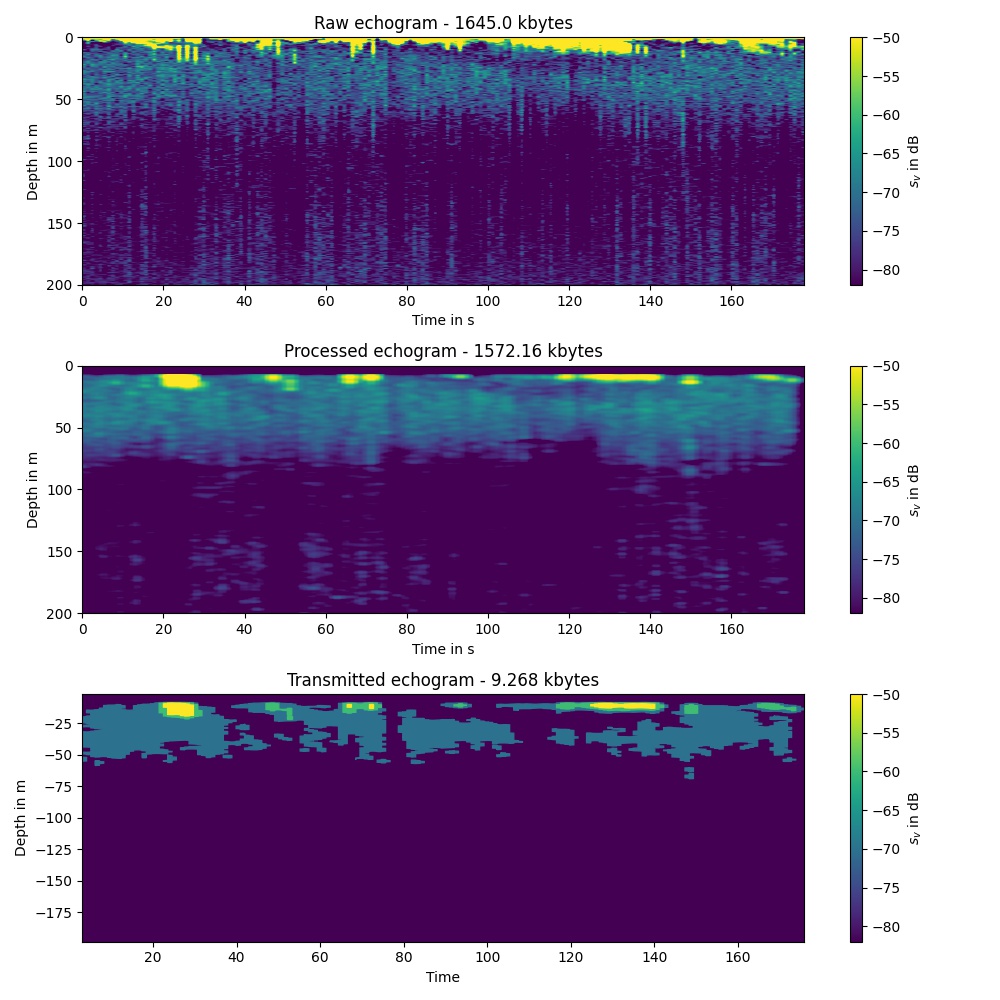 Raw echogram - 1645.0 kbytes
0
50
100
150
200
Depth in m
0 20 40 60 80 100 120 140 160
Time in s
−50
−55
−60
−65
−70
−75
−80
sv in dB
Processed echogram - 1572.16 kbytes
0
50
100
150
200
Depth in m
0 20 40 60 80 100 120 140 160
Time in s
−50
−55
−60
−65
−70
−75
−80
sv in dB
Transmitted echogram - 9.268 kbytes
−25
−50
−75
−100
−125
−150
−175
Depth in m
20 40 60 80 100 120 140 160
Time
−50
−55
−60
−65
−70
−75
−80
sv in dB